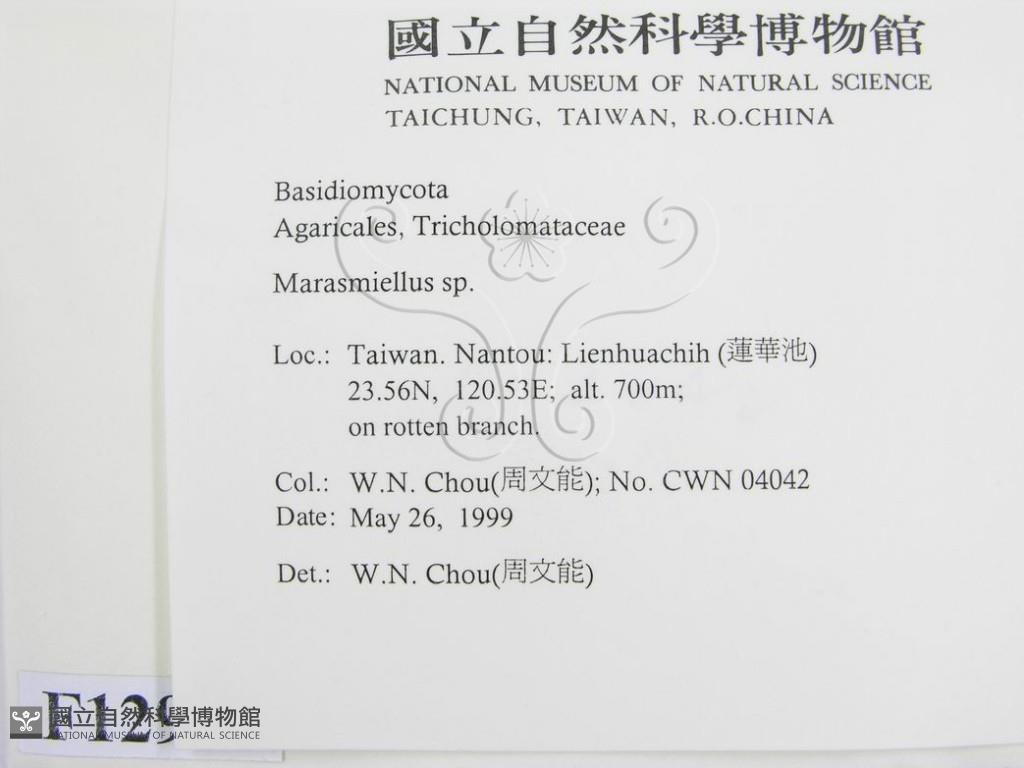 國立自然科學博物館
NATIONAL MUSEUM OF NATURAL SCIENCE
TAICHUNG, TAIWAN, R.O.CHINA
Basidiomycota
Agaricales, Tricholomataceae
Marasmiellus sp.
Loc.: Taiwan. Nantou: Lienhuachih (蓮華池)
23.56N, 120.53E; alt. 700m;
on rotten branch.
Col.: W.N. Chou(周文能); No. CWN 04042
Date: May 26, 1999
Det.: W.N. Chou(周文能)
F129
國立自然科學博物館
NATIONAL MUSEUM OF NATURAL SCIENCE